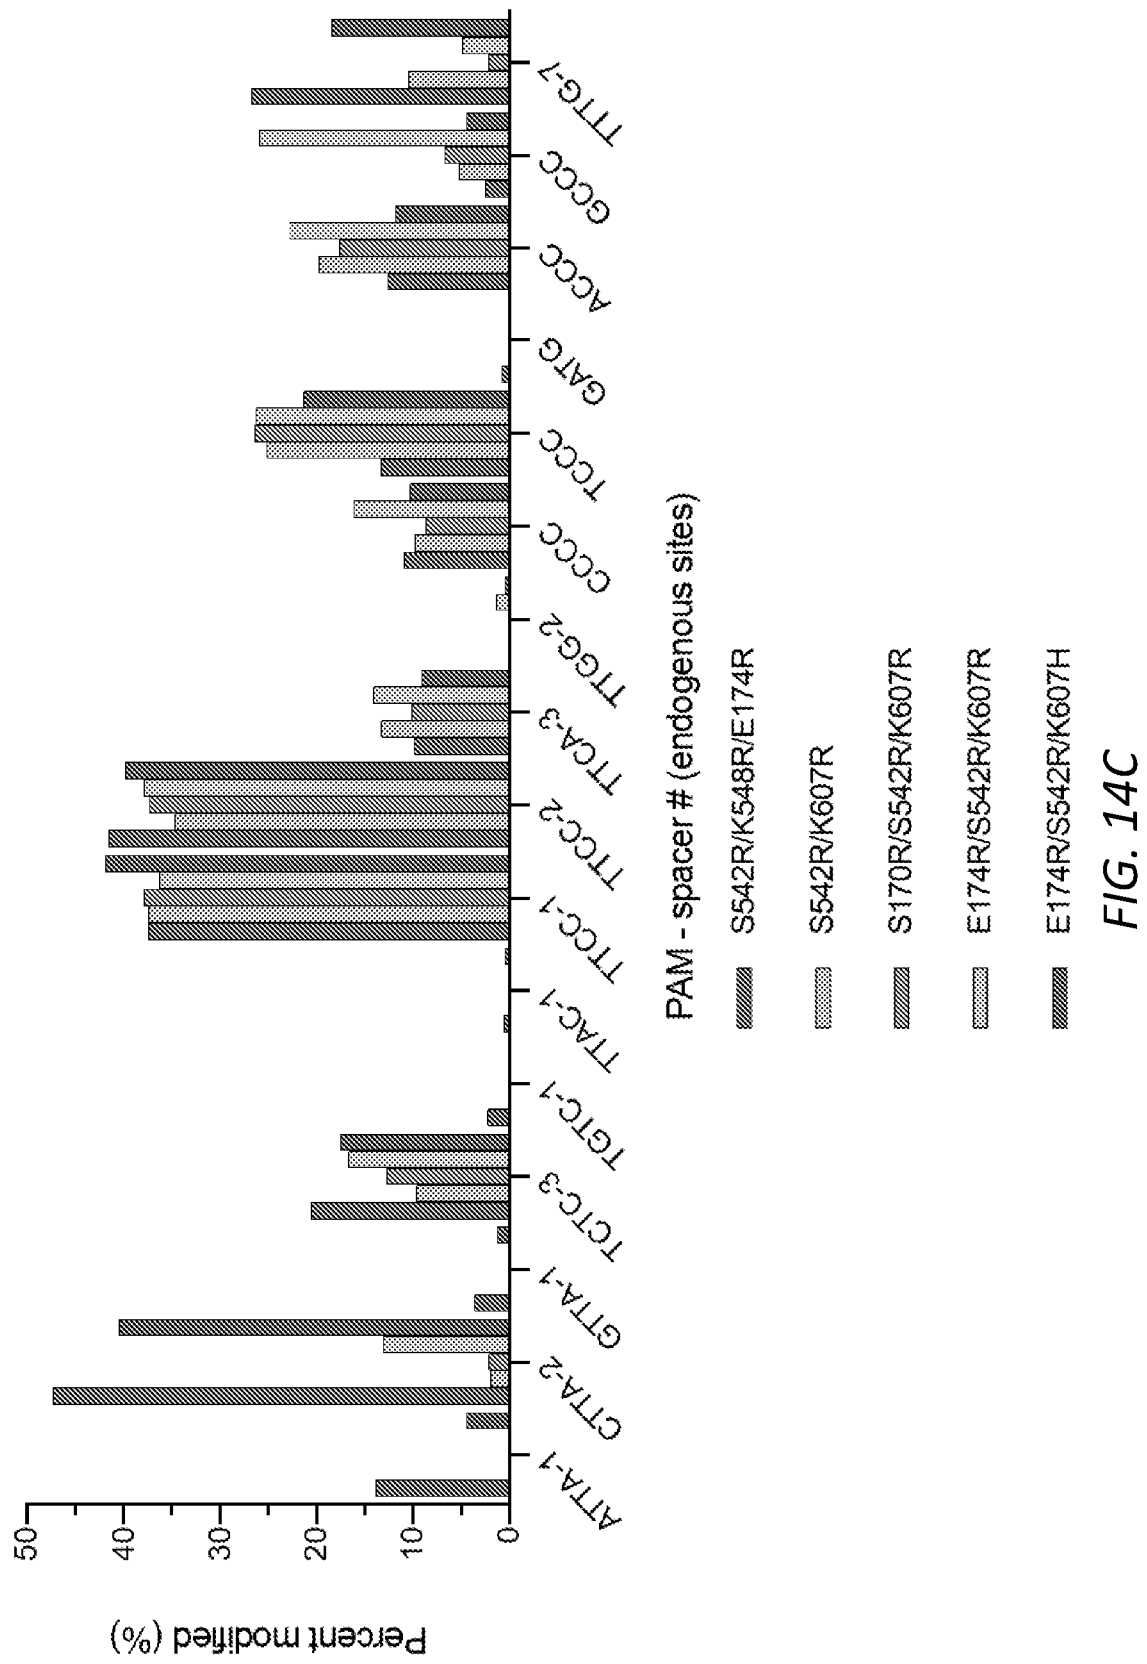 Percent modified (%)
50
40
30
20
10
0
ATTA-1
CTTA-2
GTTA-1
TCTC-3
TGTC-1
TTAC-1
TTCC-1
TTCC-2
TTCA-3
TTGG-2
CCCC
TCCC
GATG
ACCC
GCCC
TTTG-7
PAM - spacer # (endogenous sites)
S542R/K548R/E174R
S542R/K607R
S170R/S542R/K607R
E174R/S542R/K607R
E174R/S542R/K607H
FIG. 14C